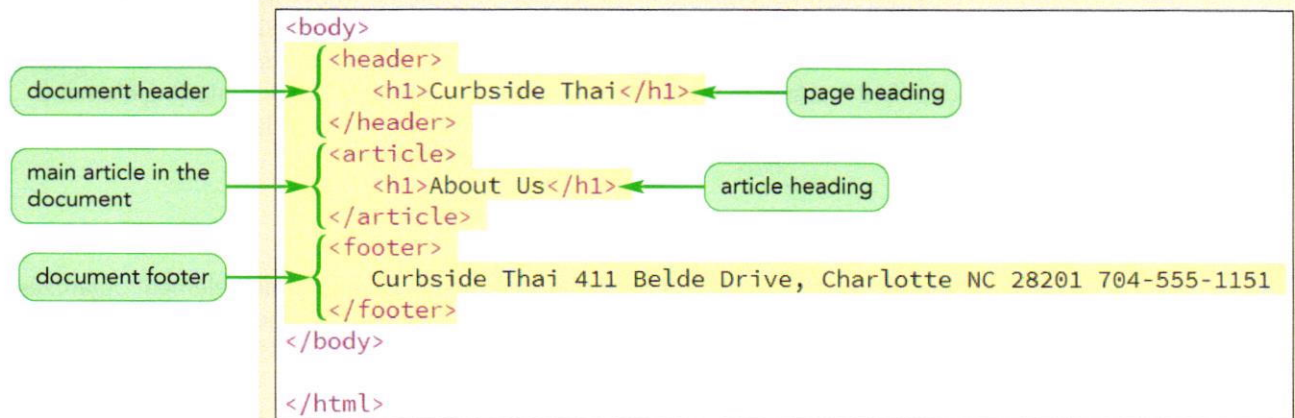 <body>
<header>
document header
<h1>Curbside Thai</h1>
page heading
</header>
<article>
main article in the
document
<h1>About Us</h1>
article heading
</article>
<footer>
document footer
Curbside Thai 411 Belde Drive, Charlotte NC 28201 704-555-1151
</footer>
</body>
</html>